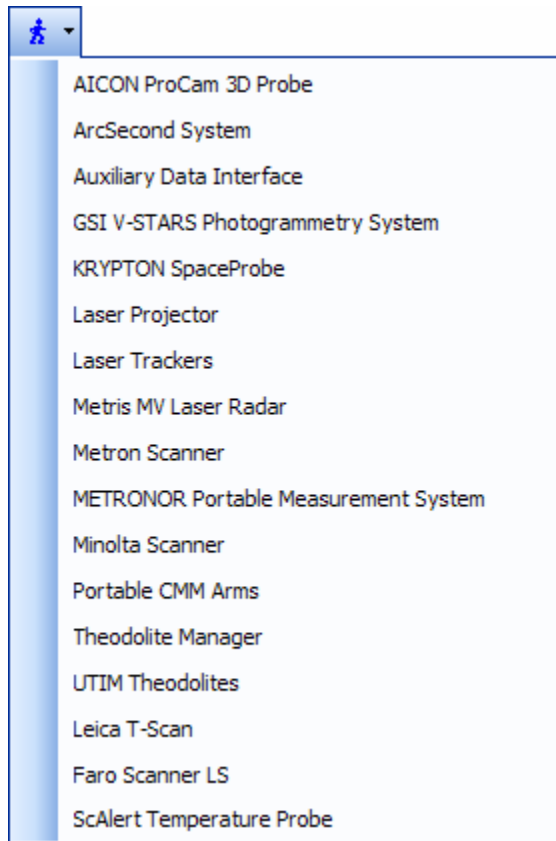 AICON ProCam 3D Probe
ArcSecond System
Auxiliary Data Interface
GSI V-STARS Photogrammetry System
KRYPTON SpaceProbe
Laser Projector
Laser Trackers
Metris MV Laser Radar
Metron Scanner
METRONOR Portable Measurement System
Minolta Scanner
Portable CMM Arms
Theodolite Manager
UTIM Theodolites
Leica T-Scan
Faro Scanner LS
ScAlert Temperature Probe